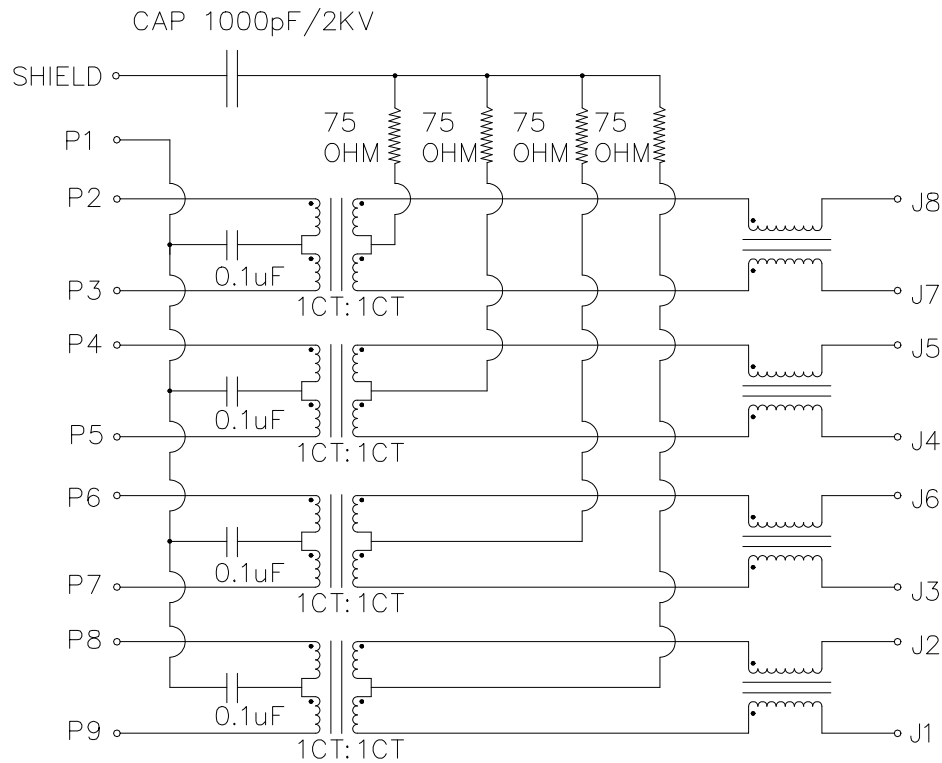 CAP 1000pF/2KV
SHIELD
P1
75 OHM
75 OHM
75 OHM
75 OHM
P2
J8
0.1uF
P3
1CT:1CT
J7
P4
J5
0.1uF
P5
1CT:1CT
J4
P6
J6
0.1uF
P7
1CT:1CT
J3
P8
J2
0.1uF
P9
1CT:1CT
J1